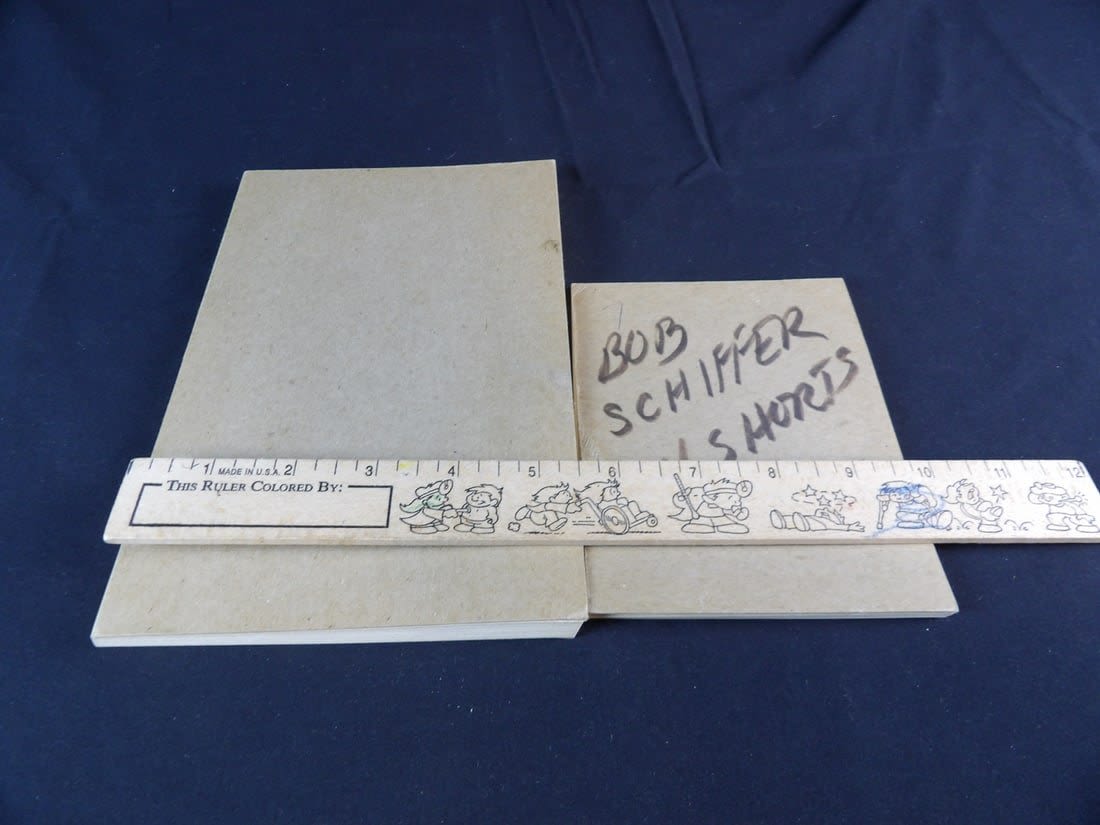 BOB
SCHIFFER
SHORTS
1 MADE IN U.S.A. 2 3 4 5 6 7 8 9 10 11 12
THIS RULER COLORED BY: